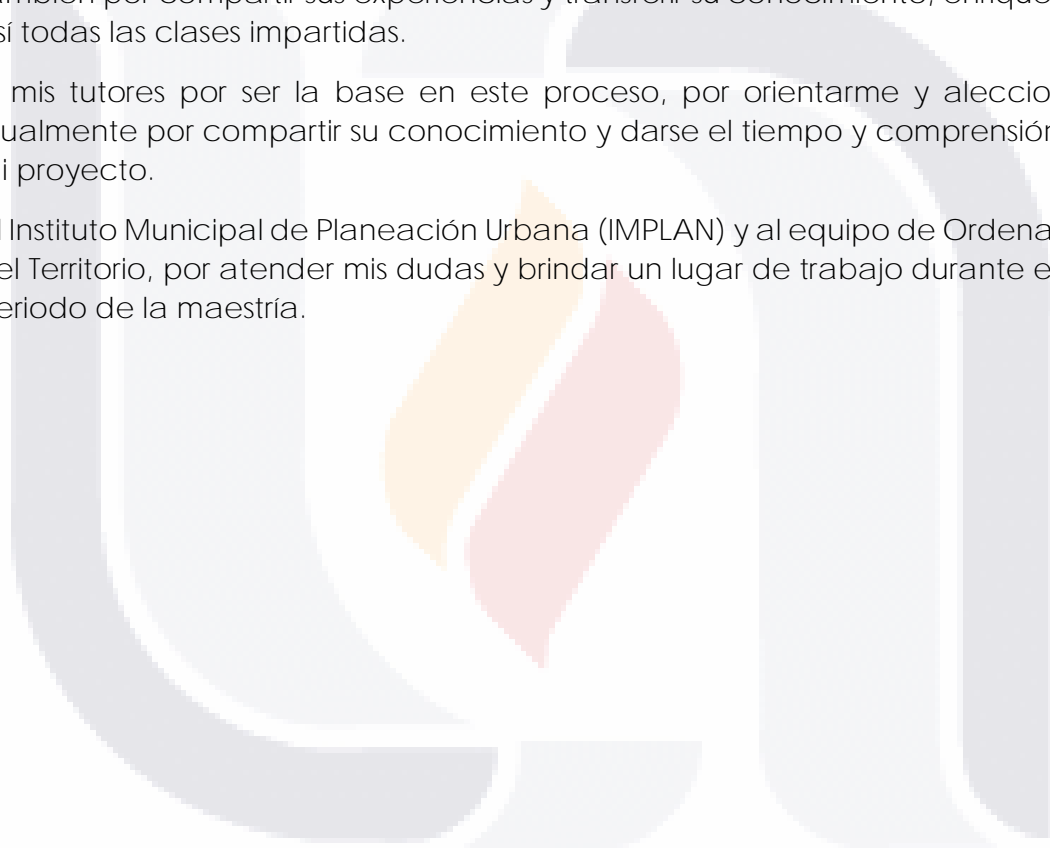 ambién por compartir sus experiencias y transferir su conocimiento, enrique
sí todas las clases impartidas.
mis tutores por ser la base en este proceso, por orientarme y aleccio
ualmente por compartir su conocimiento y darse el tiempo y comprensión
i proyecto.
l Instituto Municipal de Planeación Urbana (IMPLAN) y al equipo de Ordena
el Territorio, por atender mis dudas y brindar un lugar de trabajo durante e
eriodo de la maestría.